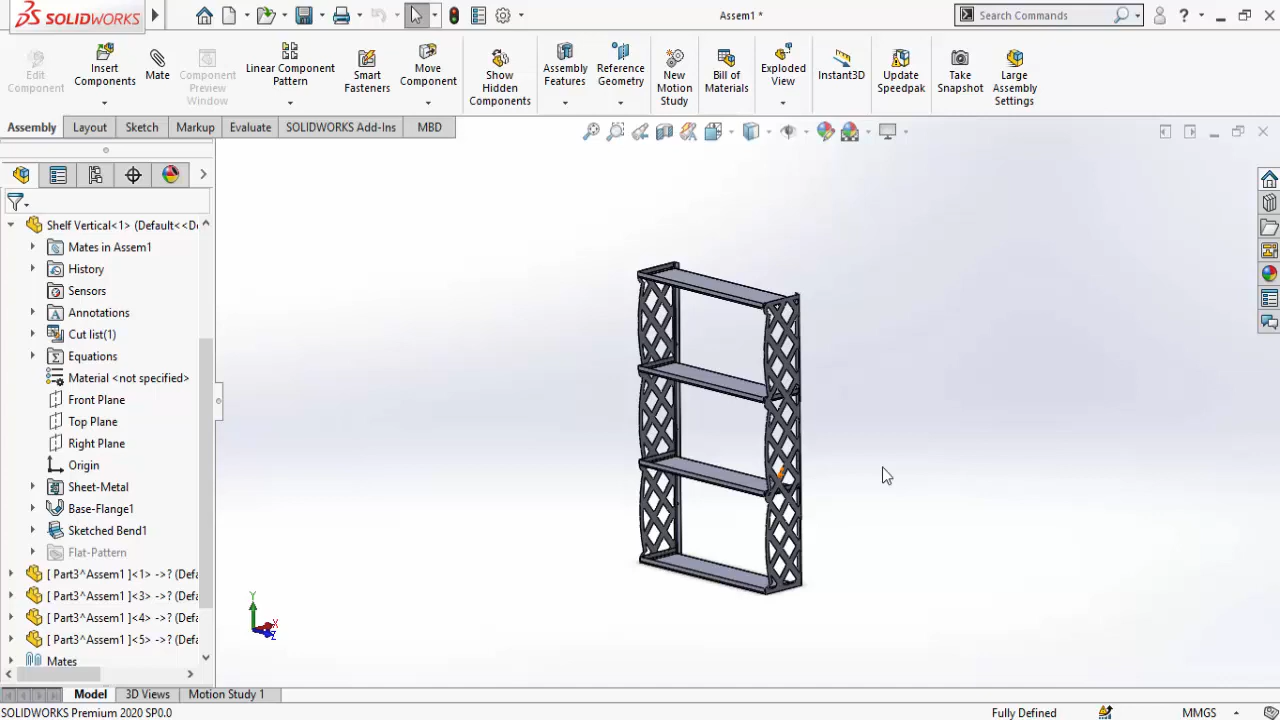 SOLIDWORKS
Assem1 *
Search Commands
?
Edit
Component
Insert
Components
Mate
Component
Preview
Window
Linear Component
Pattern
Smart
Fasteners
Move
Component
Show
Hidden
Components
Assembly
Features
Reference
Geometry
New
Motion
Study
Bill of
Materials
Exploded
View
Instant3D
Update
Speedpak
Take
Snapshot
Large
Assembly
Settings
Assembly
Layout
Sketch
Markup
Evaluate
SOLIDWORKS Add-Ins
MBD
Shelf Vertical<1> (Default<<D
Mates in Assem1
History
Sensors
Annotations
Cut list(1)
Equations
Material <not specified>
Front Plane
Top Plane
Right Plane
Origin
Sheet-Metal
Base-Flange1
Sketched Bend1
Flat-Pattern
[ Part3^Assem1 ]<1> ->? (Defa
[ Part3^Assem1 ]<3> ->? (Defa
[ Part3^Assem1 ]<4> ->? (Defa
[ Part3^Assem1 ]<5> ->? (Defa
Mates
Y
X
Z
Model
3D Views
Motion Study 1
SOLIDWORKS Premium 2020 SP0.0
Fully Defined
MMGS